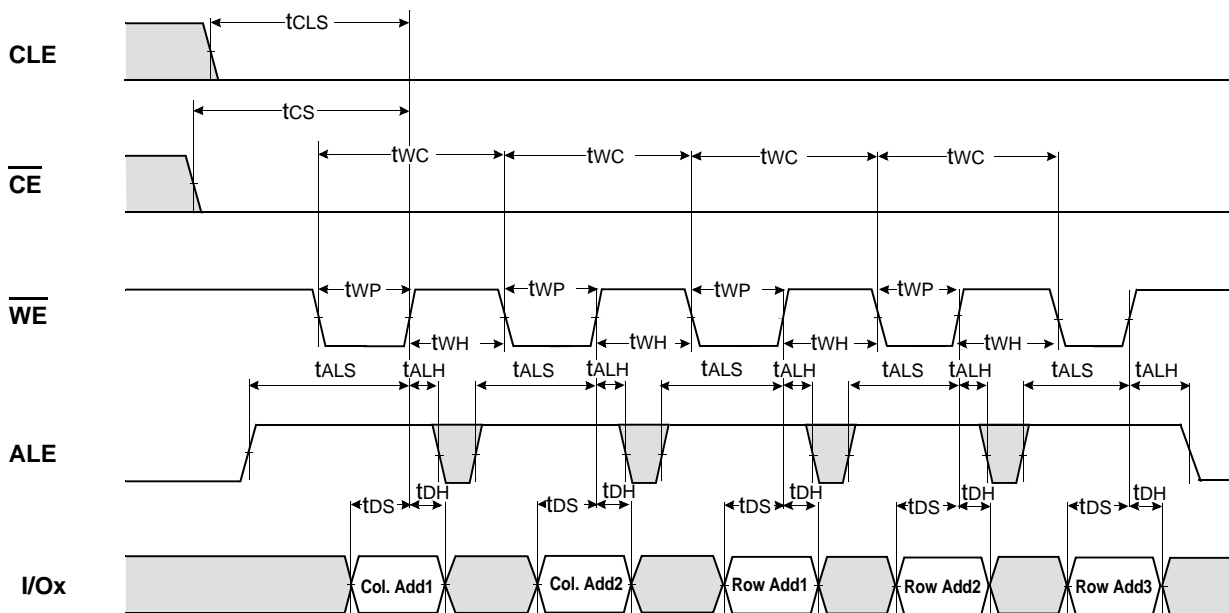 tCLS
CLE
tCS
tWC tWC tWC tWC
CE
tWP tWP tWP tWP
WE
tWH tWH tWH tWH
tALS tALH tALS tALH tALS tALH tALS tALH tALS tALH
ALE
tDS tDH tDS tDH tDS tDH tDS tDH tDS tDH
I/Ox Col. Add1 Col. Add2 Row Add1 Row Add2 Row Add3